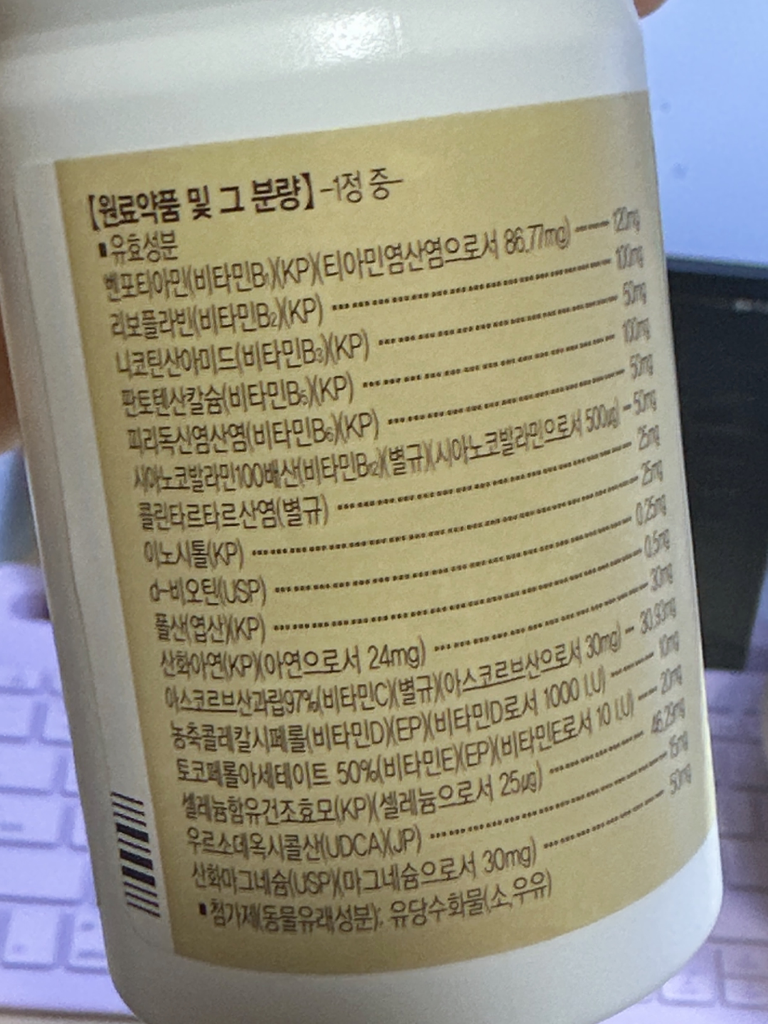 【원료약품 및 그 분량】 -1정 중-
■유효성분
벤포티아민(비타민B₁)(KP)(티아민염산염으로서 86.77mg) 120mg
리보플라빈(비타민B₂)(KP) 100mg
니코틴산아미드(비타민B₃)(KP) 50mg
판토텐산칼슘(비타민B₅)(KP) 100mg
피리독신염산염(비타민B₆)(KP) 50mg
시아노코발라민100배산(비타민B₁₂)(별규)(시아노코발라민으로서 500μg) 50mg
콜린타르타르산염(별규) 25mg
이노시톨(KP) 25mg
d-비오틴(USP) 0.25mg
폴산(엽산)(KP) 0.5mg
산화아연(KP)(아연으로서 24mg) 30mg
아스코르브산과립97%(비타민C)(별규)(아스코르브산으로서 30mg) 30.93mg
농축콜레칼시페롤(비타민D)(EP)(비타민D로서 1000 I.U) 10mg
토코페롤아세테이트 50%(비타민E)(EP)(비타민E로서 10 I.U) 20mg
셀레늄함유건조효모(KP)(셀레늄으로서 25μg) 46.29mg
우르소데옥시콜산(UDCA)(JP) 15mg
산화마그네슘(USP)(마그네슘으로서 30mg) 50mg
■첨가제(동물유래성분); 유당수화물(소,우유)